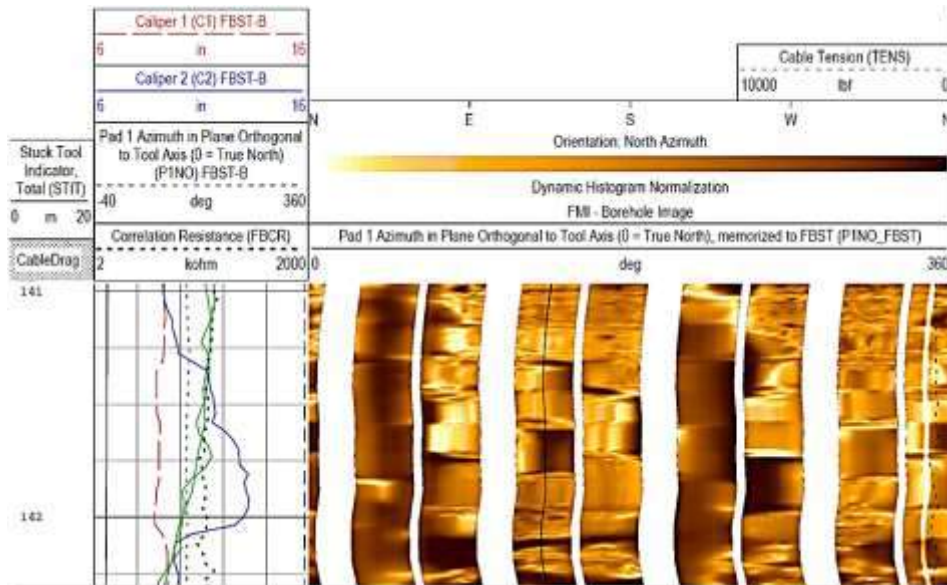 Caliper 1 (C1) FBST-B
6 in 16
Caliper 2 (C2) FBST-B
6 in 16
Cable Tension (TENS)
10000 lbf 0
N E S W N
Pad 1 Azimuth in Plane Orthogonal
to Tool Axis (0 = True North)
(P1NO) FBST-B
-40 deg 360
Orientation; North Azimuth
Dynamic Histogram Normalization
FMI - Borehole Image
Stuck Tool
Indicator,
Total (STIT)
0 m 20
Correlation Resistance (FBCR)
2 kohm 2000
Pad 1 Azimuth in Plane Orthogonal to Tool Axis (0 = True North), memorized to FBST (P1NO_FBST)
0 deg 360
CableDrag
141
142